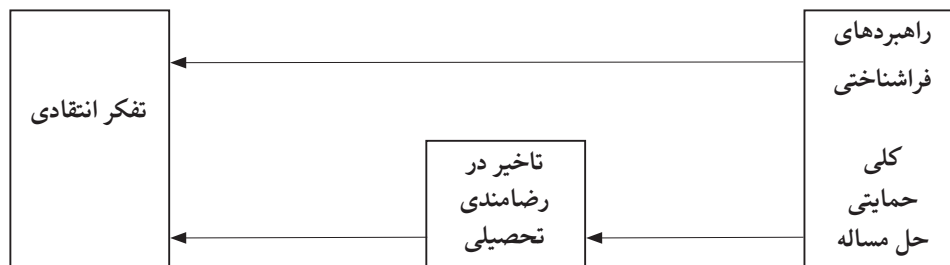 راهبردهای
فراشناختی
کلی
حمایتی
حل مساله
تاخیر در
رضامندی
تحصیلی
تفکر انتقادی